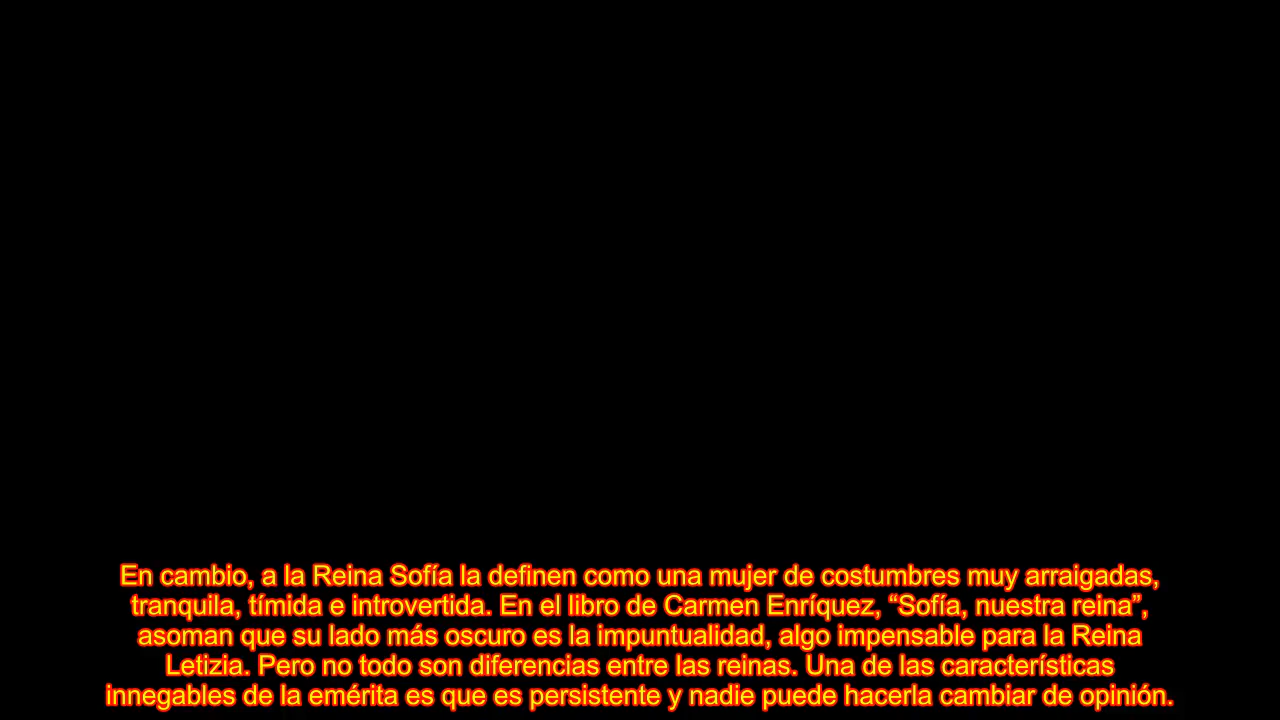 En cambio, a la Reina Sofía la definen como una mujer de costumbres muy arraigadas,
tranquila, tímida e introvertida. En el libro de Carmen Enríquez, “Sofía, nuestra reina”,
asoman que su lado más oscuro es la impuntualidad, algo impensable para la Reina
Letizia. Pero no todo son diferencias entre las reinas. Una de las características
innegables de la emérita es que es persistente y nadie puede hacerla cambiar de opinión.